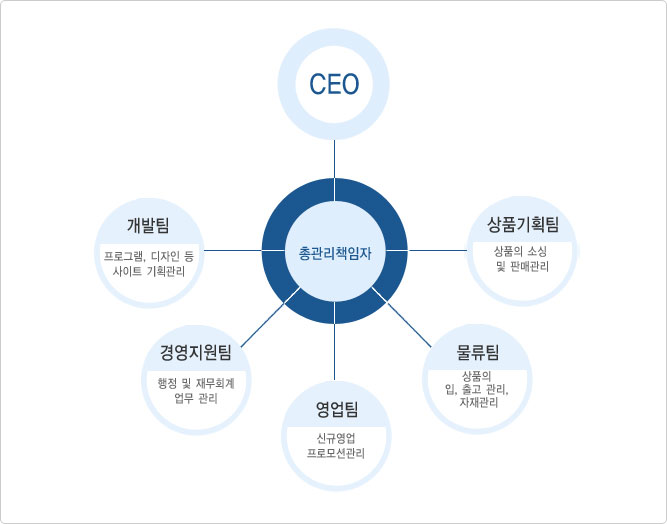 CEO
총관리책임자
개발팀
프로그램, 디자인 등
사이트 기획관리
상품기획팀
상품의 소싱
및 판매관리
경영지원팀
행정 및 재무회계
업무 관리
물류팀
상품의
입, 출고 관리,
자재관리
영업팀
신규영업
프로모션관리